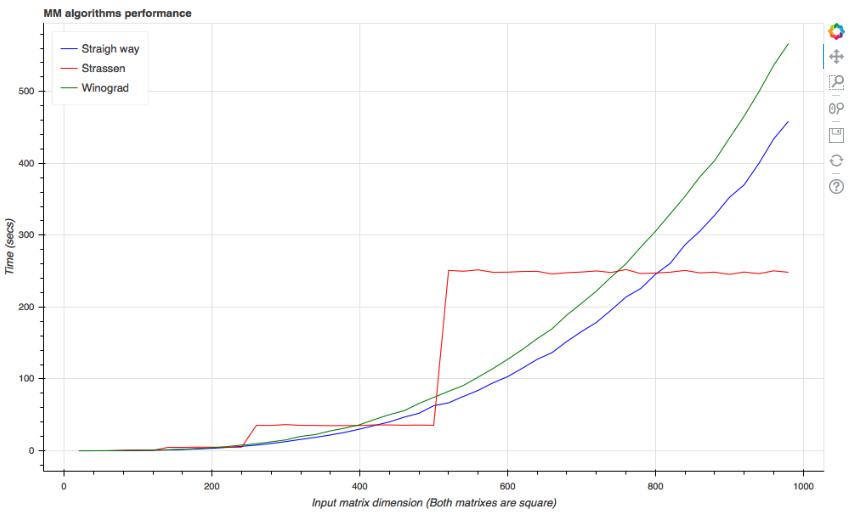 MM algorithms performance
Straigh way
Strassen
Winograd
500
400
300
200
100
0
Time (secs)
0 200 400 600 800 1000
Input matrix dimension (Both matrixes are square)